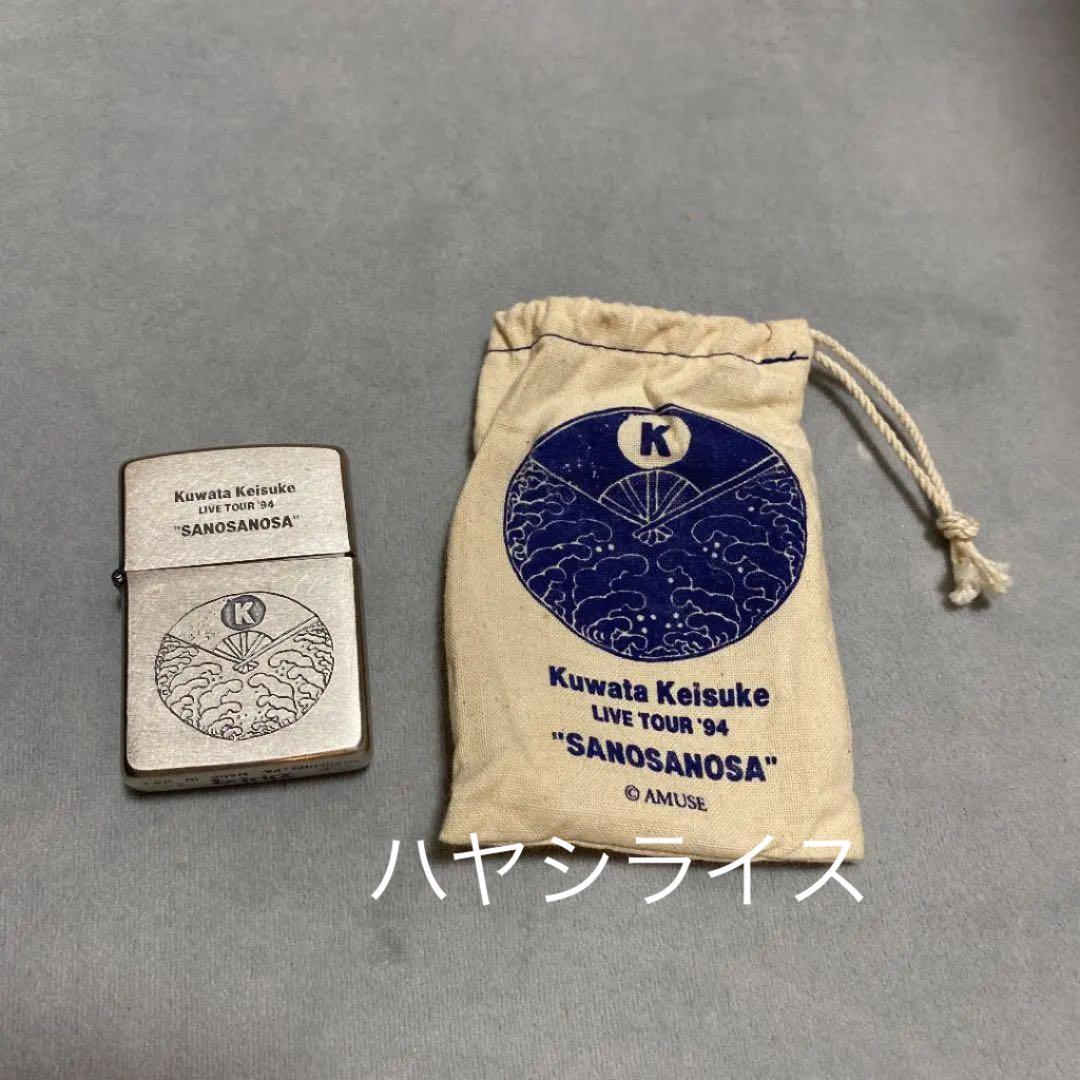 Kuwata Keisuke
LIVE TOUR '94
"SANOSANOSA"
K
K
Kuwata Keisuke
LIVE TOUR '94
"SANOSANOSA"
© AMUSE
ハヤシライス